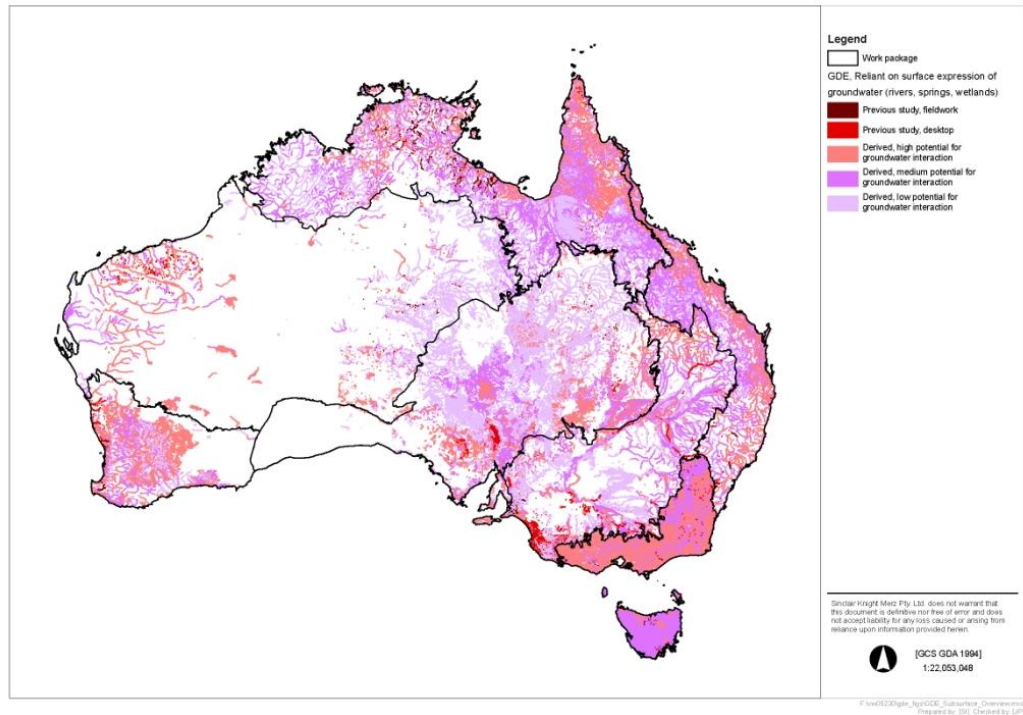 Legend
Work package
GDE, Reliant on surface expression of
groundwater (rivers, springs, wetlands)
Previous study, fieldwork
Previous study, desktop
Derived, high potential for
groundwater interaction
Derived, medium potential for
groundwater interaction
Derived, low potential for
groundwater interaction
Sinclair Knight Merz Pty. Ltd. does not warrant that
this document is definitive nor free of error and does
not accept liability for any loss caused or arising from
reliance upon information provided herein.
[GCS GDA 1994]
1:22,053,048
Prepared by: Checked by: